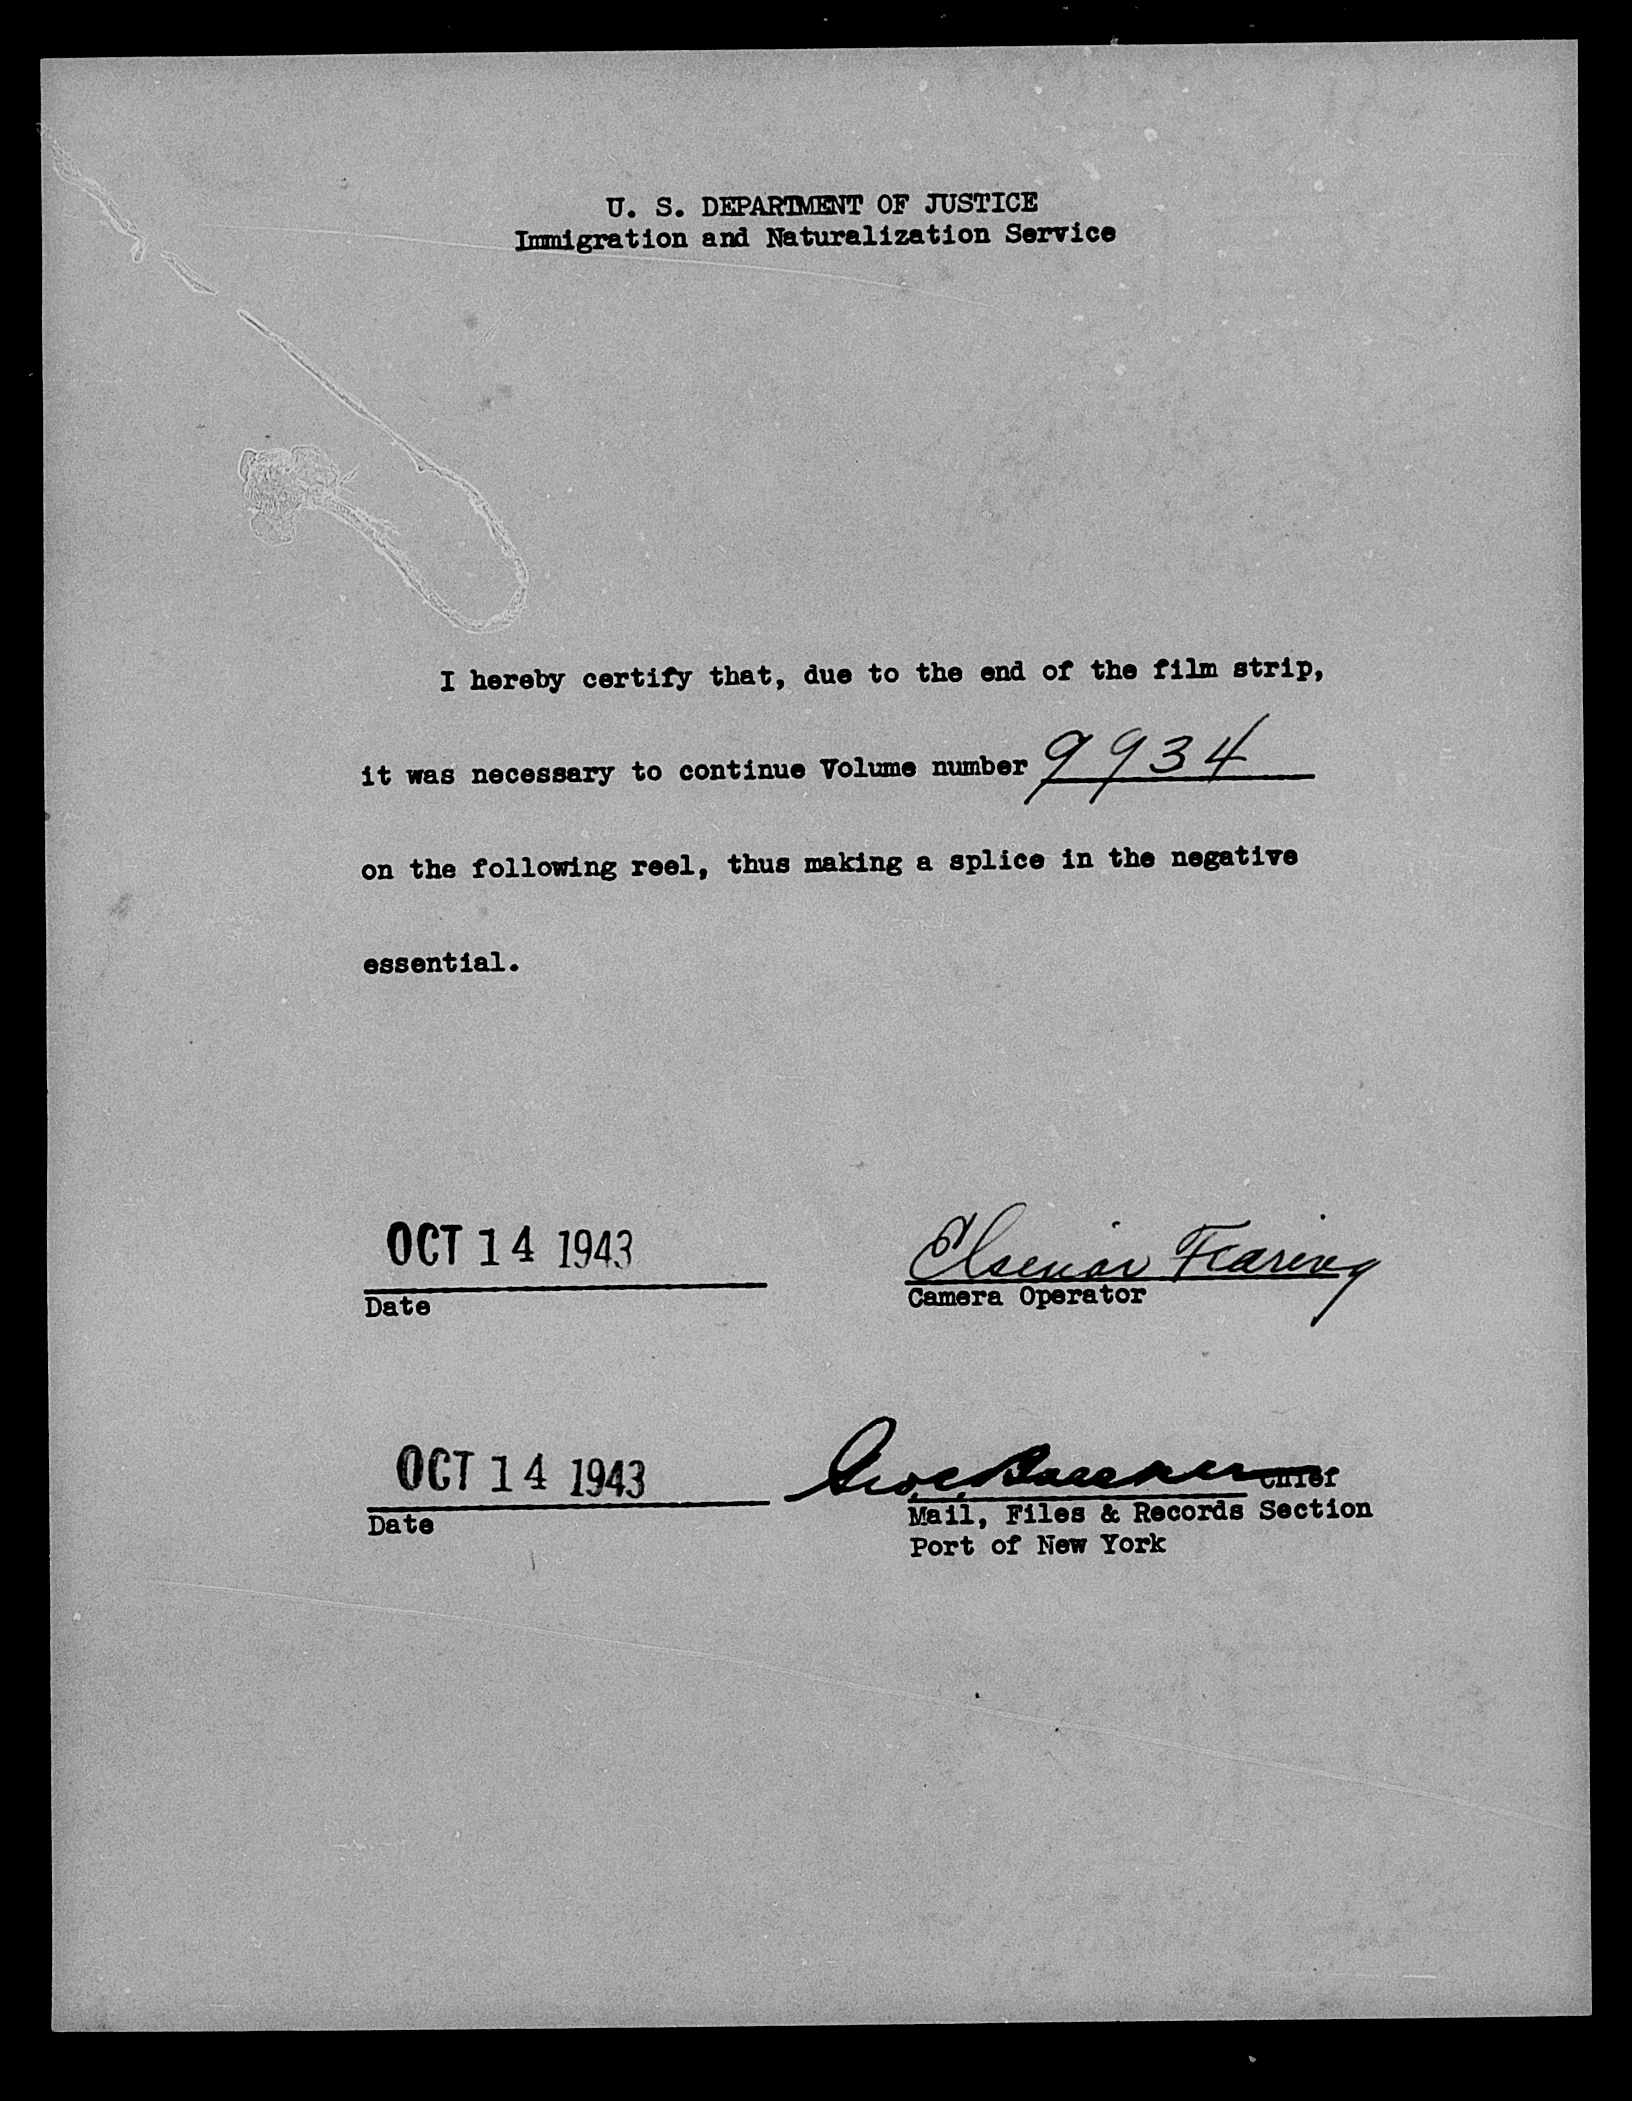 U. S. DEPARTMENT OF JUSTICE
Immigration and Naturalization Service
I hereby certify that, due to the end of the film strip,
it was necessary to continue Volume number 9934
on the following reel, thus making a splice in the negative
essential.
OCT 14 1943
Date
Camera Operator
OCT 14 1943
Chief
Date
Mail, Files & Records Section
Port of New York